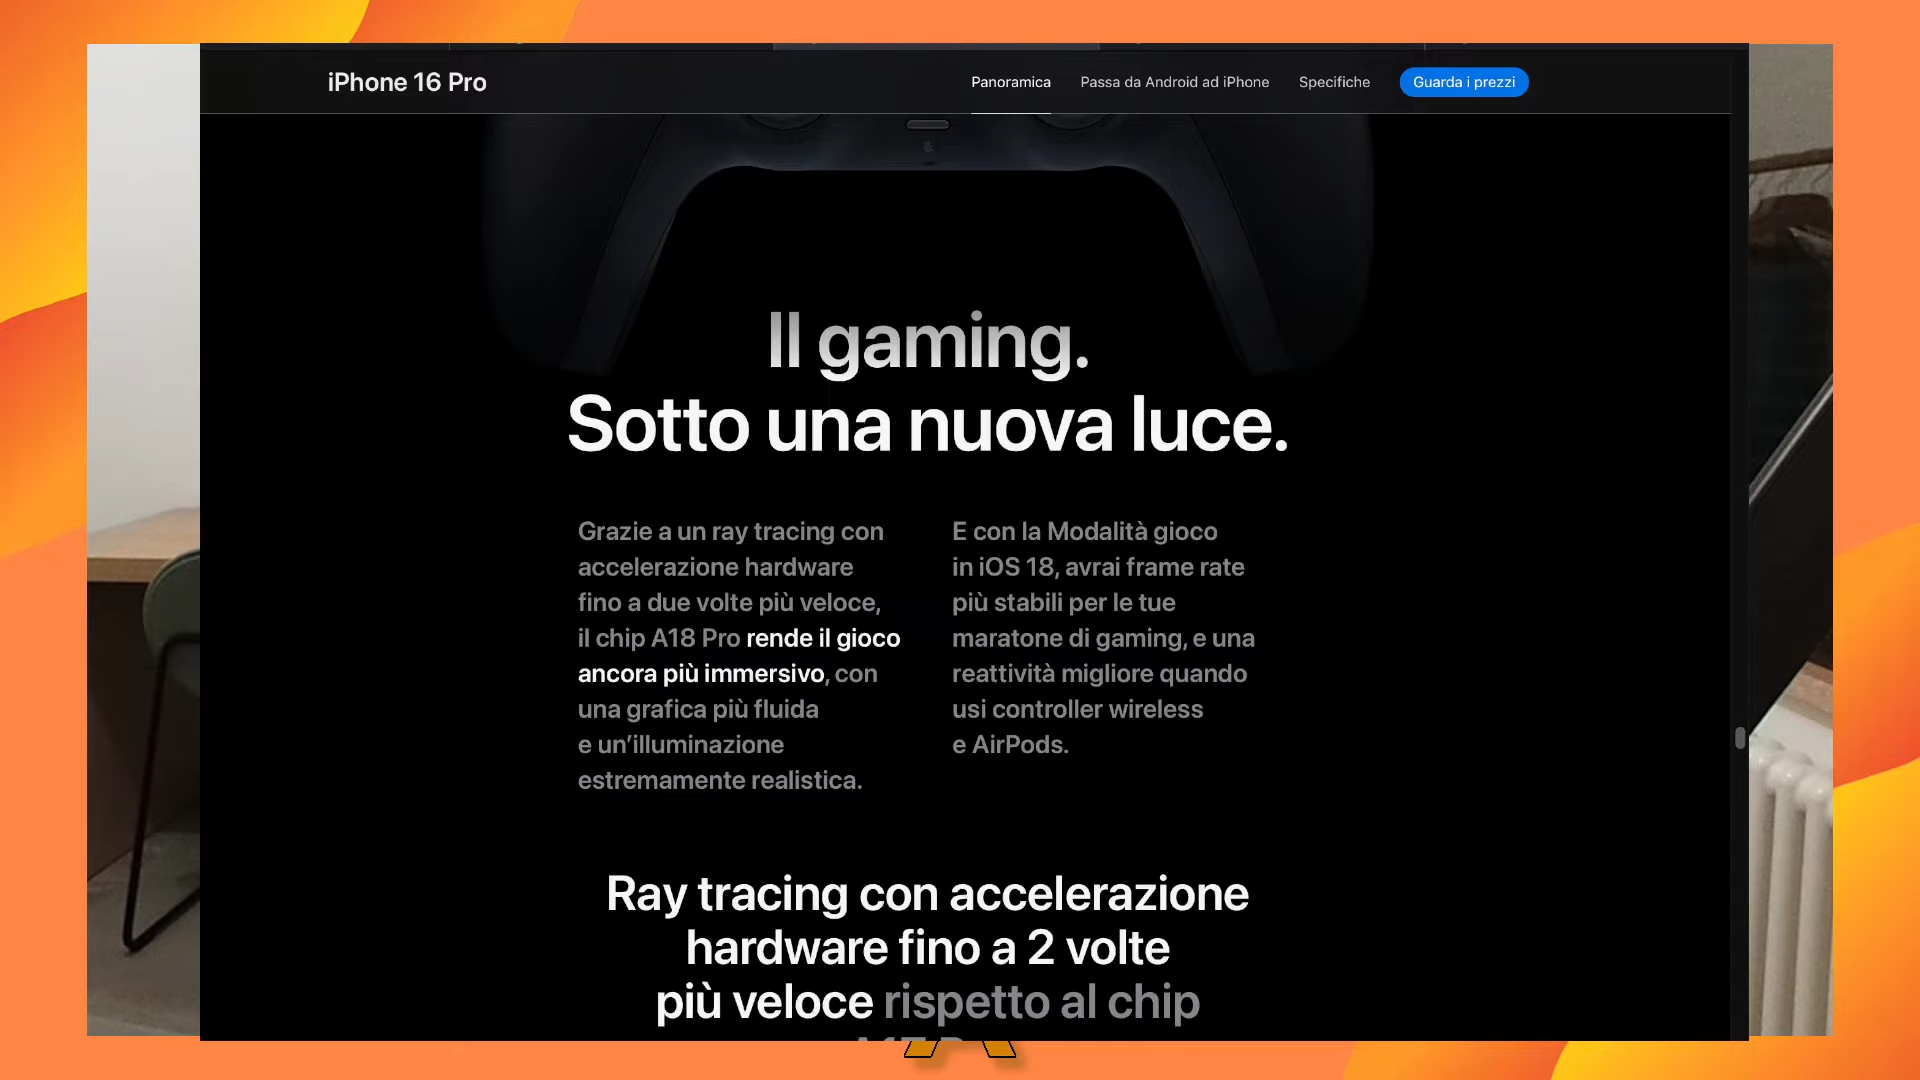 iPhone 16 Pro
Panoramica
Passa da Android ad iPhone
Specifiche
Guarda i prezzi
Il gaming.
Sotto una nuova luce.
Grazie a un ray tracing con
accelerazione hardware
fino a due volte più veloce,
il chip A18 Pro rende il gioco
ancora più immersivo, con
una grafica più fluida
e un’illuminazione
estremamente realistica.
E con la Modalità gioco
in iOS 18, avrai frame rate
più stabili per le tue
maratone di gaming, e una
reattività migliore quando
usi controller wireless
e AirPods.
Ray tracing con accelerazione
hardware fino a 2 volte
più veloce rispetto al chip